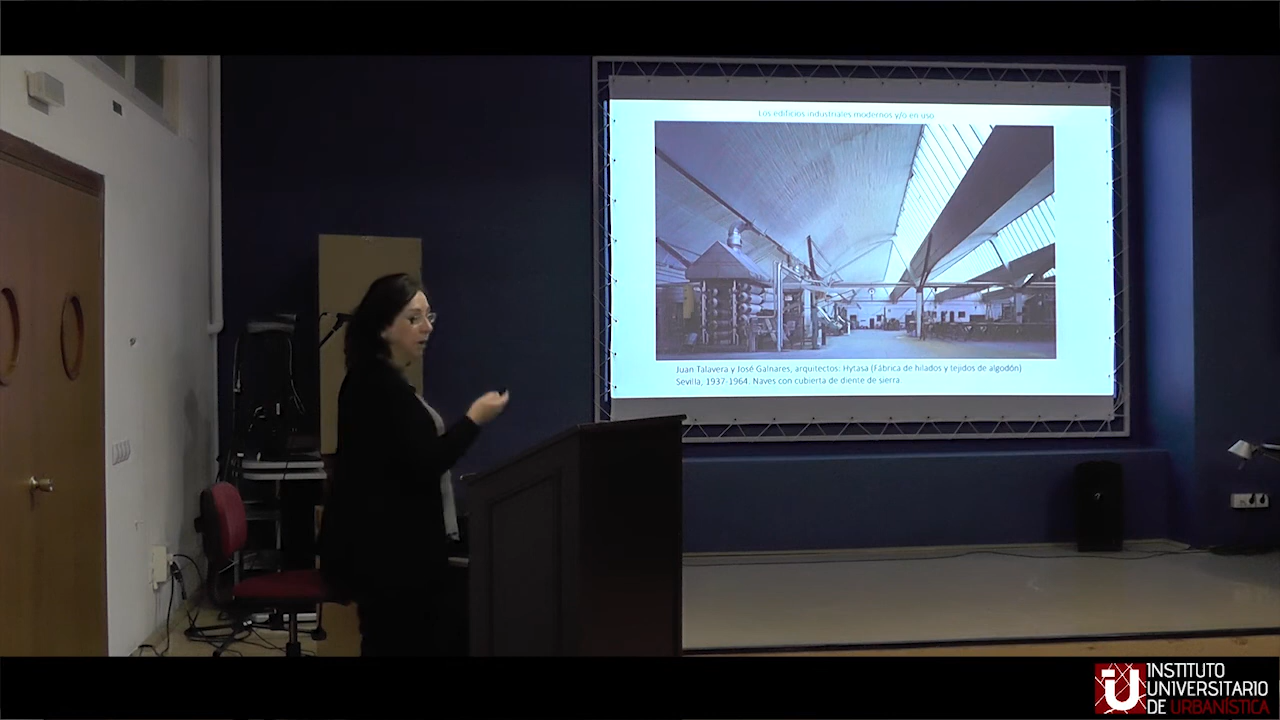 Los edificios industriales modernos y/o en uso
Juan Talavera y José Galnares, arquitectos: Hytasa (Fábrica de hilados y tejidos de algodón)
Sevilla, 1937-1964. Naves con cubierta de diente de sierra.
iU INSTITUTO
UNIVERSITARIO
DE URBANÍSTICA